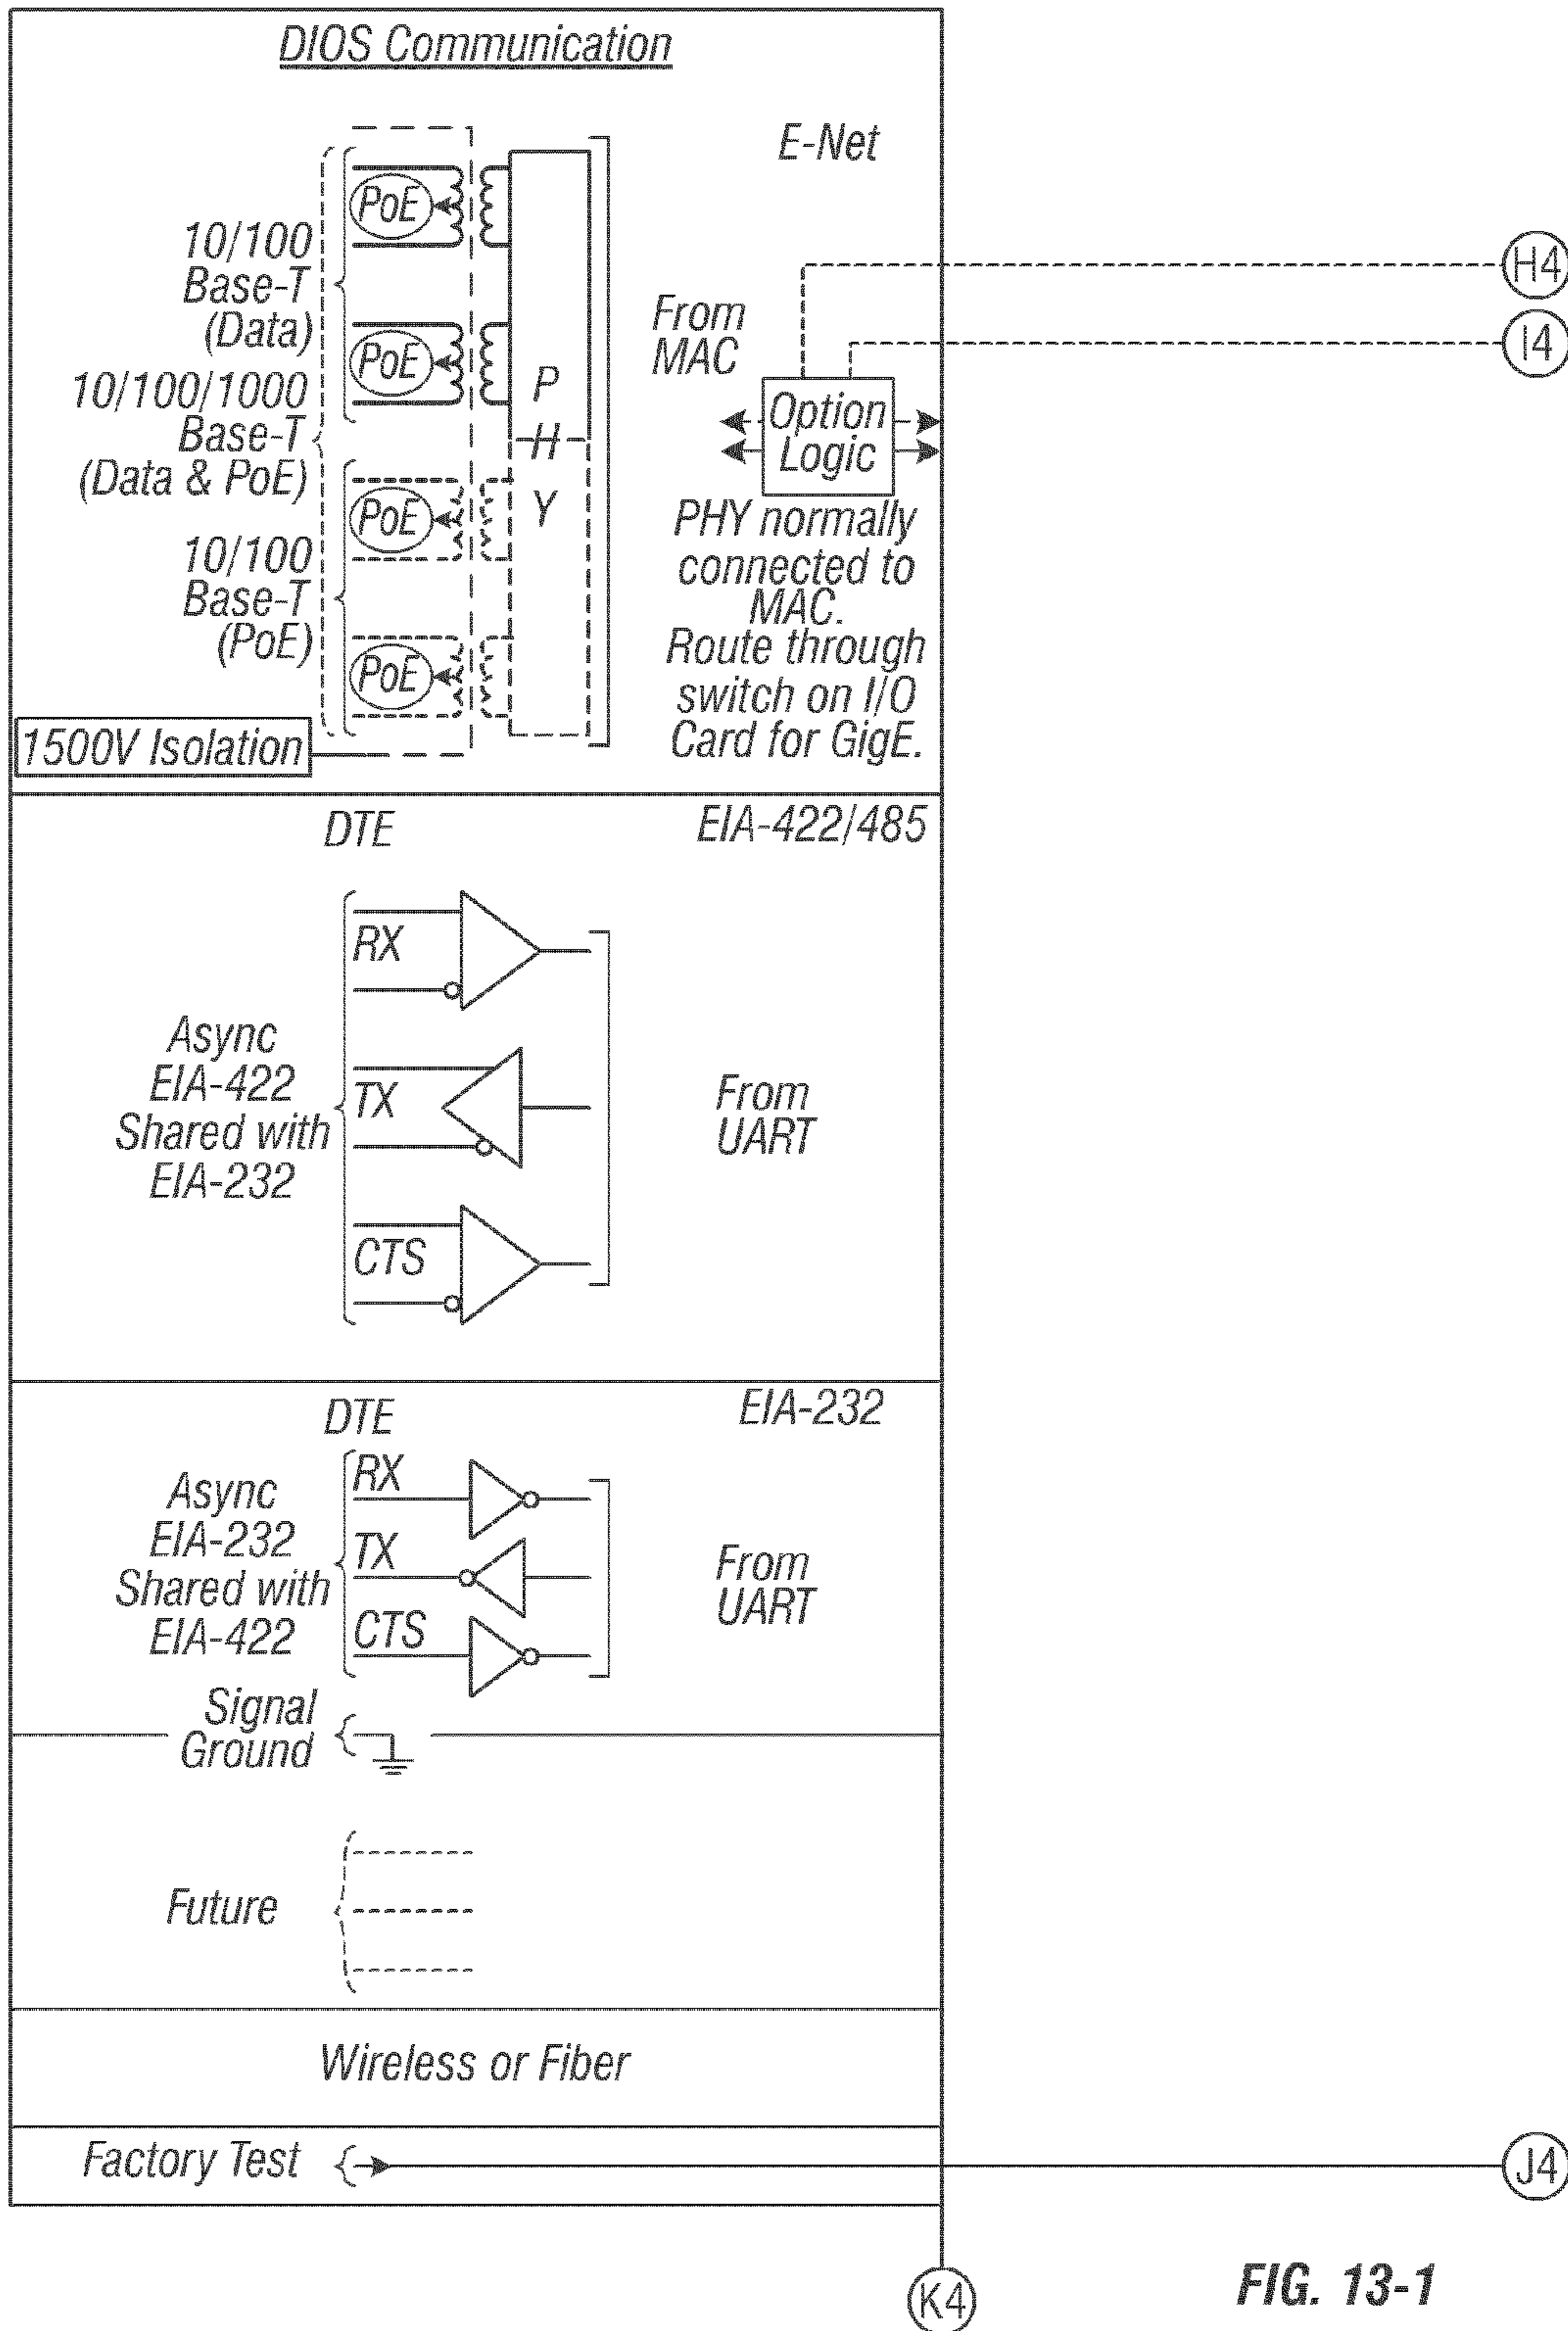 DIOS Communication
E-Net
PoE
10/100
Base-T
(Data)
PoE
10/100/1000
Base-T
(Data & PoE)
PoE
10/100
Base-T
(PoE)
PoE
1500V Isolation
P
H
Y
From
MAC
Option
Logic
PHY normally
connected to
MAC.
Route through
switch on I/O
Card for GigE.
H4
I4
DTE
EIA-422/485
RX
TX
CTS
Async
EIA-422
Shared with
EIA-232
From
UART
DTE
EIA-232
RX
TX
CTS
Async
EIA-232
Shared with
EIA-422
From
UART
Signal
Ground
Future
Wireless or Fiber
Factory Test
J4
K4
FIG. 13-1